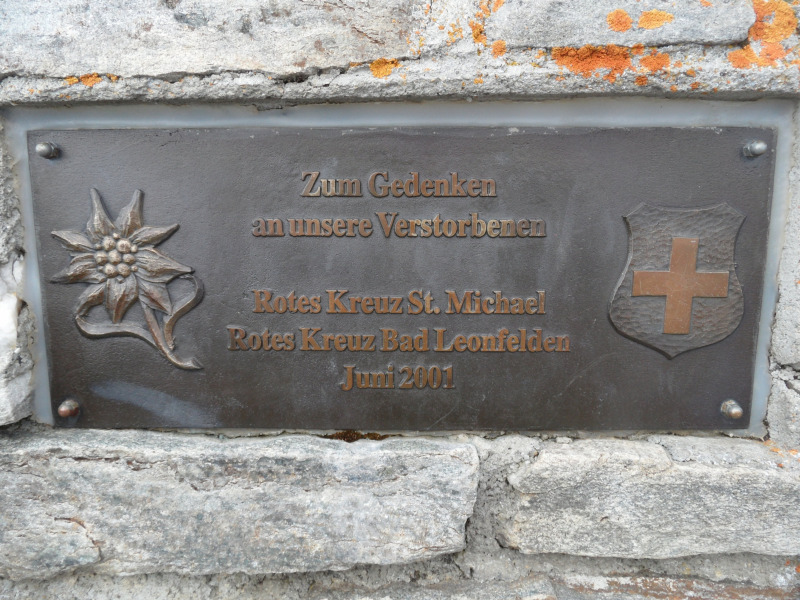 Zum Gedenken
an unsere Verstorbenen
Rotes Kreuz St. Michael
Rotes Kreuz Bad Leonfelden
Juni 2001